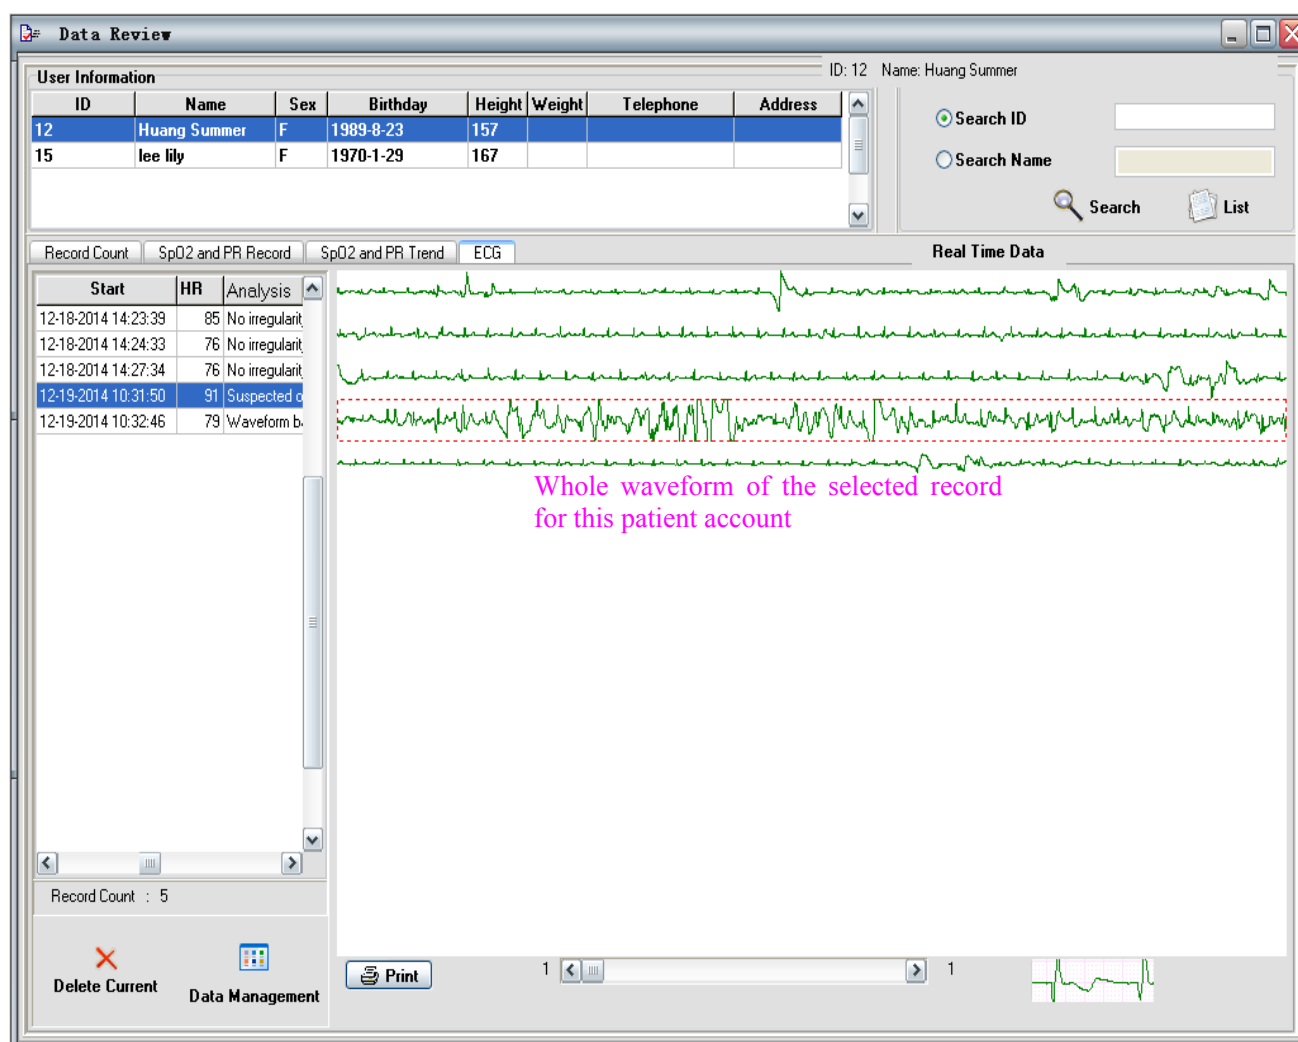 Data Review
User Information
ID: 12 Name: Huang Summer
ID Name Sex Birthday Height Weight Telephone Address
12 Huang Summer F 1989-8-23 157
15 lee lily F 1970-1-29 167
Search ID
Search Name
Search List
Record Count SpO2 and PR Record SpO2 and PR Trend ECG Real Time Data
Start HR Analysis
12-18-2014 14:23:39 85 No irregularit
12-18-2014 14:24:33 76 No irregularit
12-18-2014 14:27:34 76 No irregularit
12-19-2014 10:31:50 91 Suspected o
12-19-2014 10:32:46 79 Waveform b
Whole waveform of the selected record
for this patient account
Record Count : 5
Delete Current
Data Management
Print
1 1